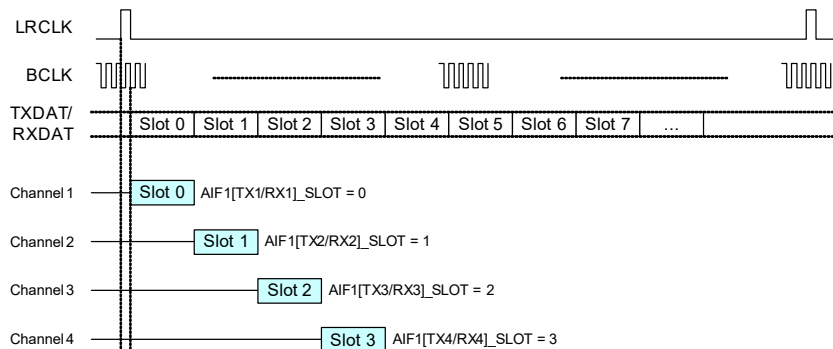 LRCLK
BCLK
TXDAT/
RXDAT
Slot 0 Slot 1 Slot 2 Slot 3 Slot 4 Slot 5 Slot 6 Slot 7 ...
Channel 1 Slot 0 AIF1[TX1/RX1]_SLOT = 0
Channel 2 Slot 1 AIF1[TX2/RX2]_SLOT = 1
Channel 3 Slot 2 AIF1[TX3/RX3]_SLOT = 2
Channel 4 Slot 3 AIF1[TX4/RX4]_SLOT = 3